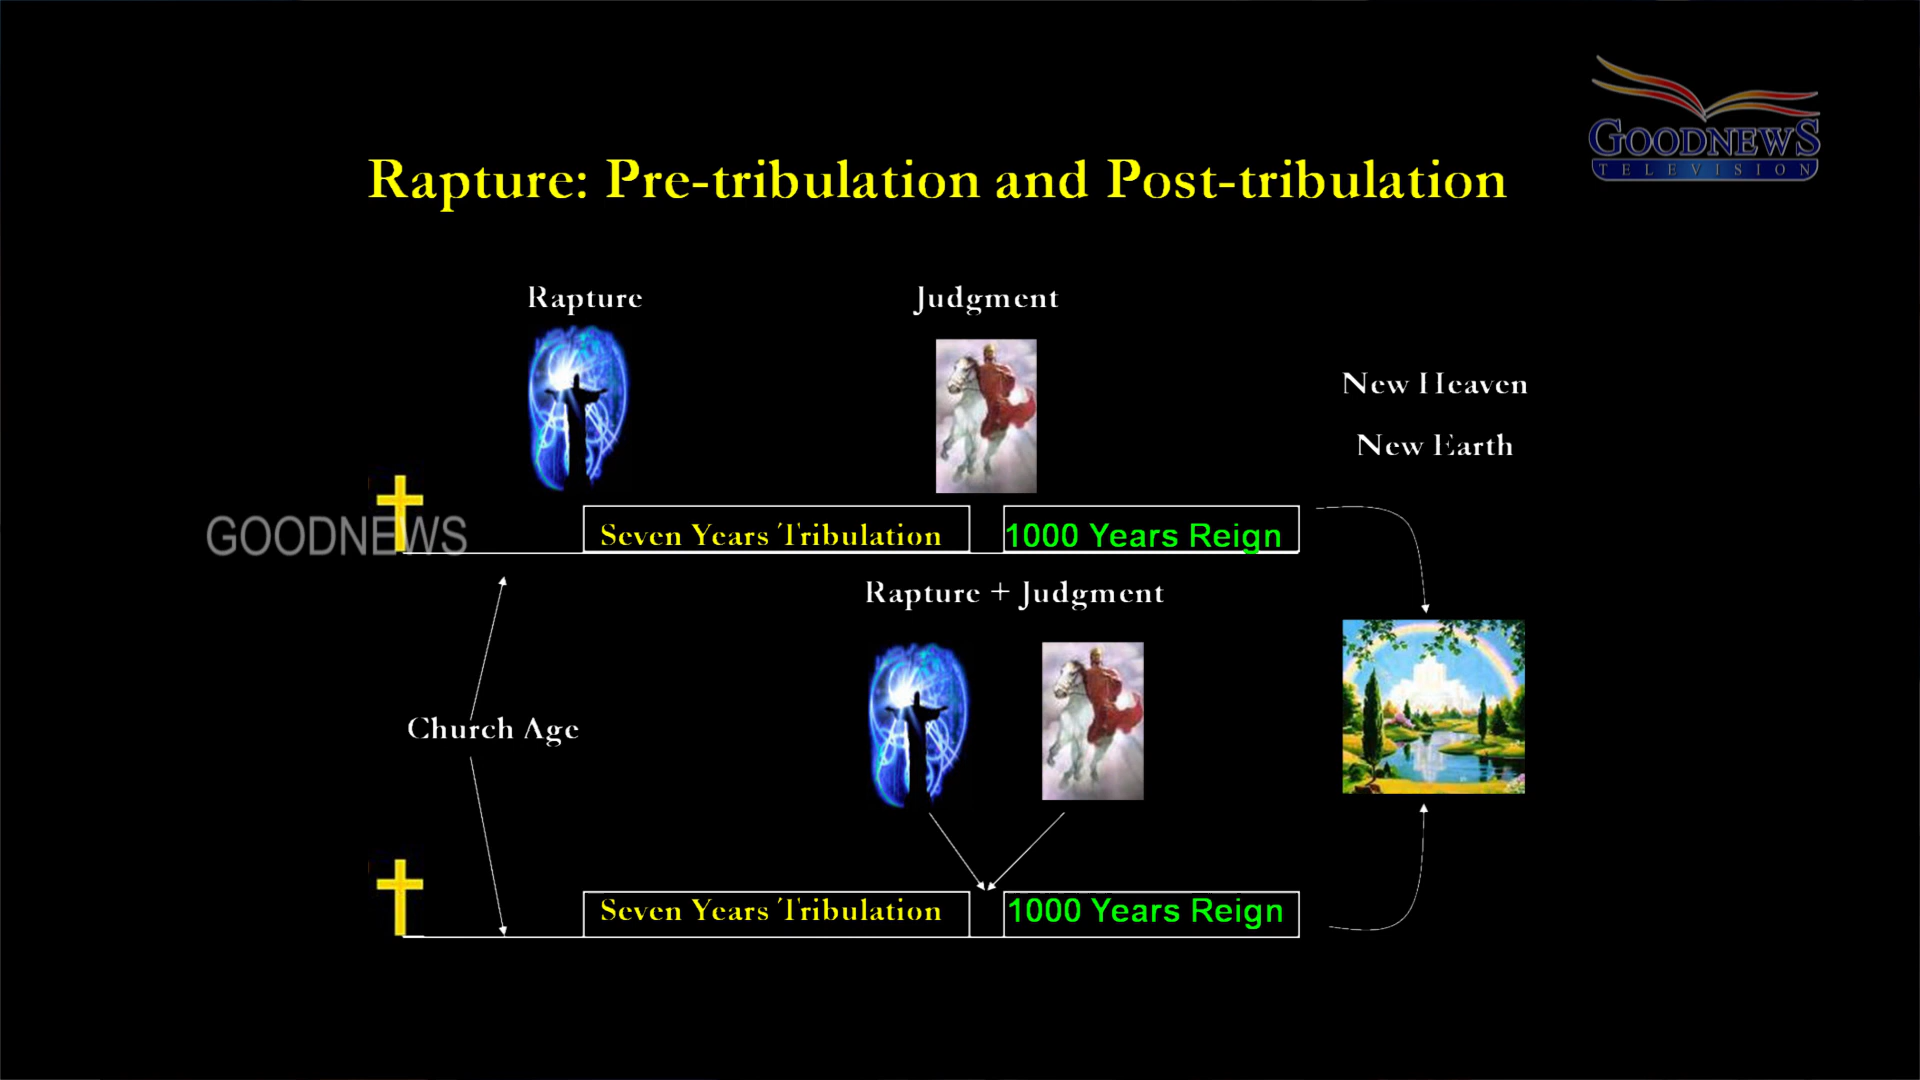 GOODNEWS
TELEVISION
Rapture: Pre-tribulation and Post-tribulation
Rapture
Judgment
New Heaven
New Earth
GOODNEWS
Seven Years Tribulation
1000 Years Reign
Rapture + Judgment
Church Age
Seven Years Tribulation
1000 Years Reign